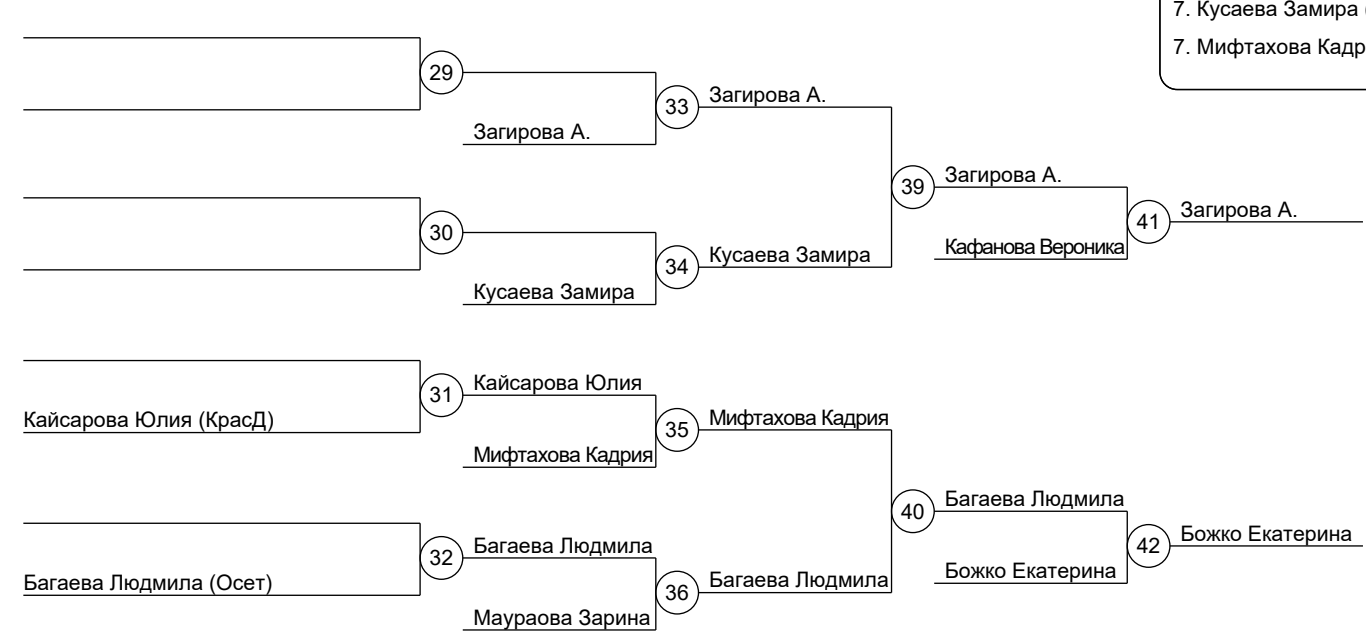 7. Кусаева Замира
7. Мифтахова Кадр
29
33
Загирова А.
Загирова А.
39
Загирова А.
41
Загирова А.
30
34
Кусаева Замира
Кафанова Вероника
Кусаева Замира
31
Кайсарова Юлия
35
Мифтахова Кадрия
Кайсарова Юлия (КрасД)
Мифтахова Кадрия
40
Багаева Людмила
42
Божко Екатерина
32
Багаева Людмила
36
Багаева Людмила
Божко Екатерина
Багаева Людмила (Осет)
Маураова Зарина